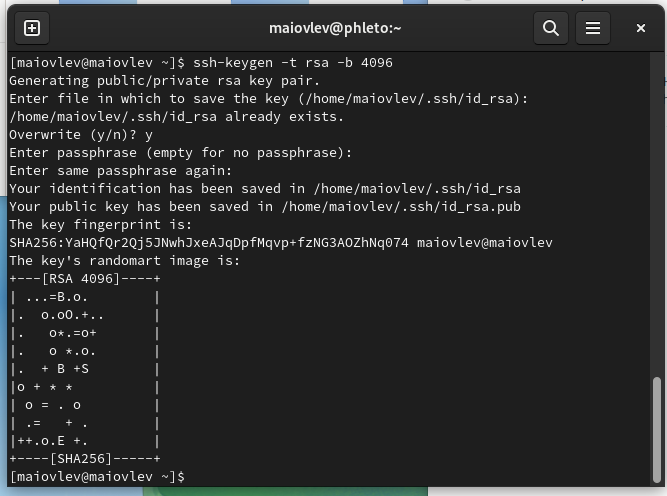 maiovlev@phleto:~
[maiovlev@maiovlev ~]$ ssh-keygen -t rsa -b 4096
Generating public/private rsa key pair.
Enter file in which to save the key (/home/maiovlev/.ssh/id_rsa):
/home/maiovlev/.ssh/id_rsa already exists.
Overwrite (y/n)? y
Enter passphrase (empty for no passphrase):
Enter same passphrase again:
Your identification has been saved in /home/maiovlev/.ssh/id_rsa
Your public key has been saved in /home/maiovlev/.ssh/id_rsa.pub
The key fingerprint is:
SHA256:YaHQfQr2Qj5JNwhJxeAJqDpfMqvp+fzNG3AOZhNq074 maiovlev@maiovlev
The key's randomart image is:
+---[RSA 4096]----+
| ...=B.o.        |
|.  o.oO.+..      |
|.   o*.=o+       |
|.   o *.o.       |
|.  + B +S        |
|o + * *          |
| o = . o         |
| .=   + .        |
|++.o.E +.        |
+----[SHA256]-----+
[maiovlev@maiovlev ~]$